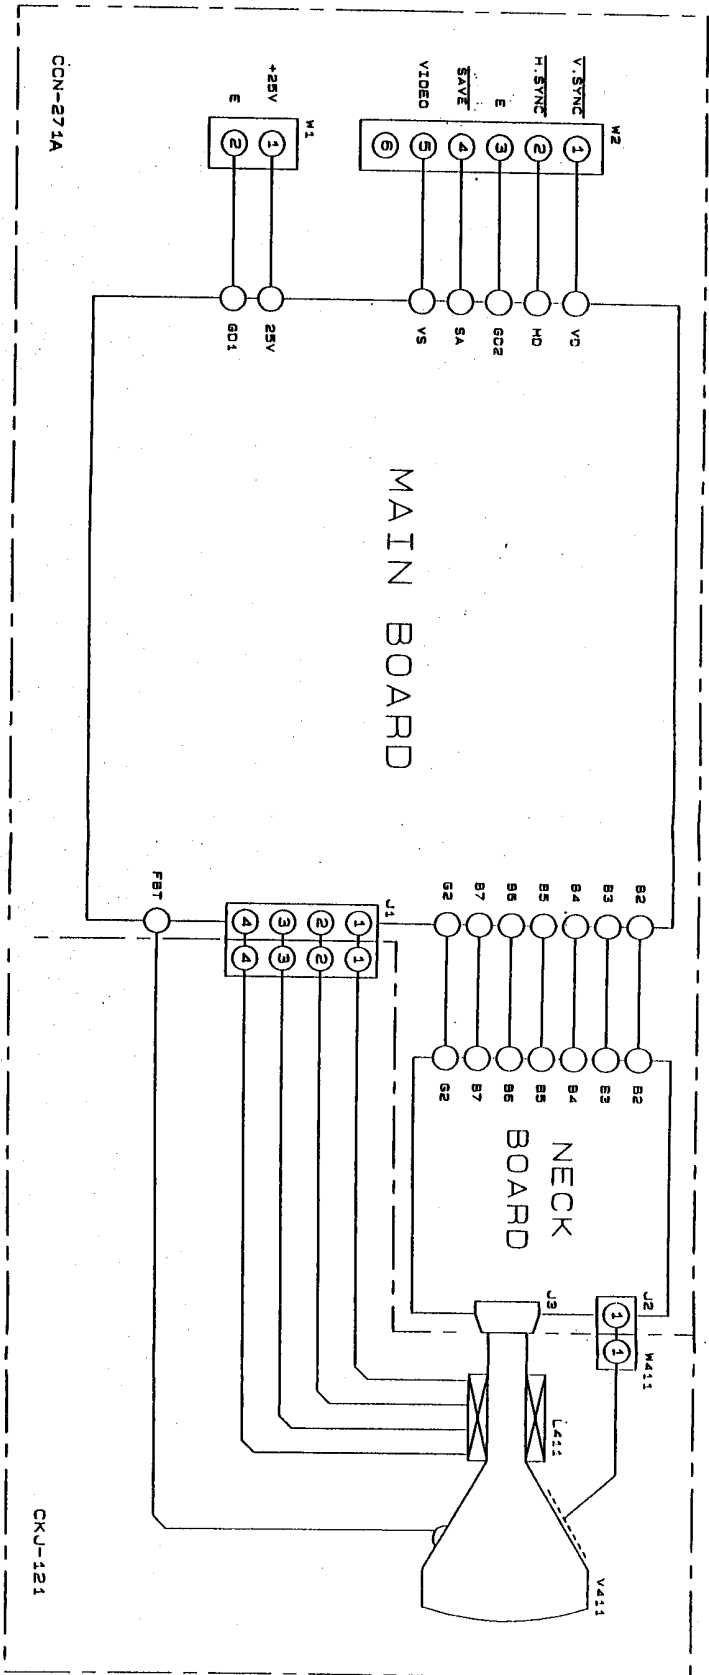 W2
V.SYNC 1 VD
H.SYNC 2 HD
E 3 GD2
SAVE 4 SA
VIDEO 5 VS
6
W1
+25V 1 25V
E 2 GD1
CCN-271A
MAIN BOARD
B2 B2
B3 B3
B4 B4
B5 B5
B6 B6
B7 B7
G2 G2
J1
1 1
2 2
3 3
4 4
FBT
NECK
BOARD
J2 W411
1 1
J3
L411
V411
CKJ-121